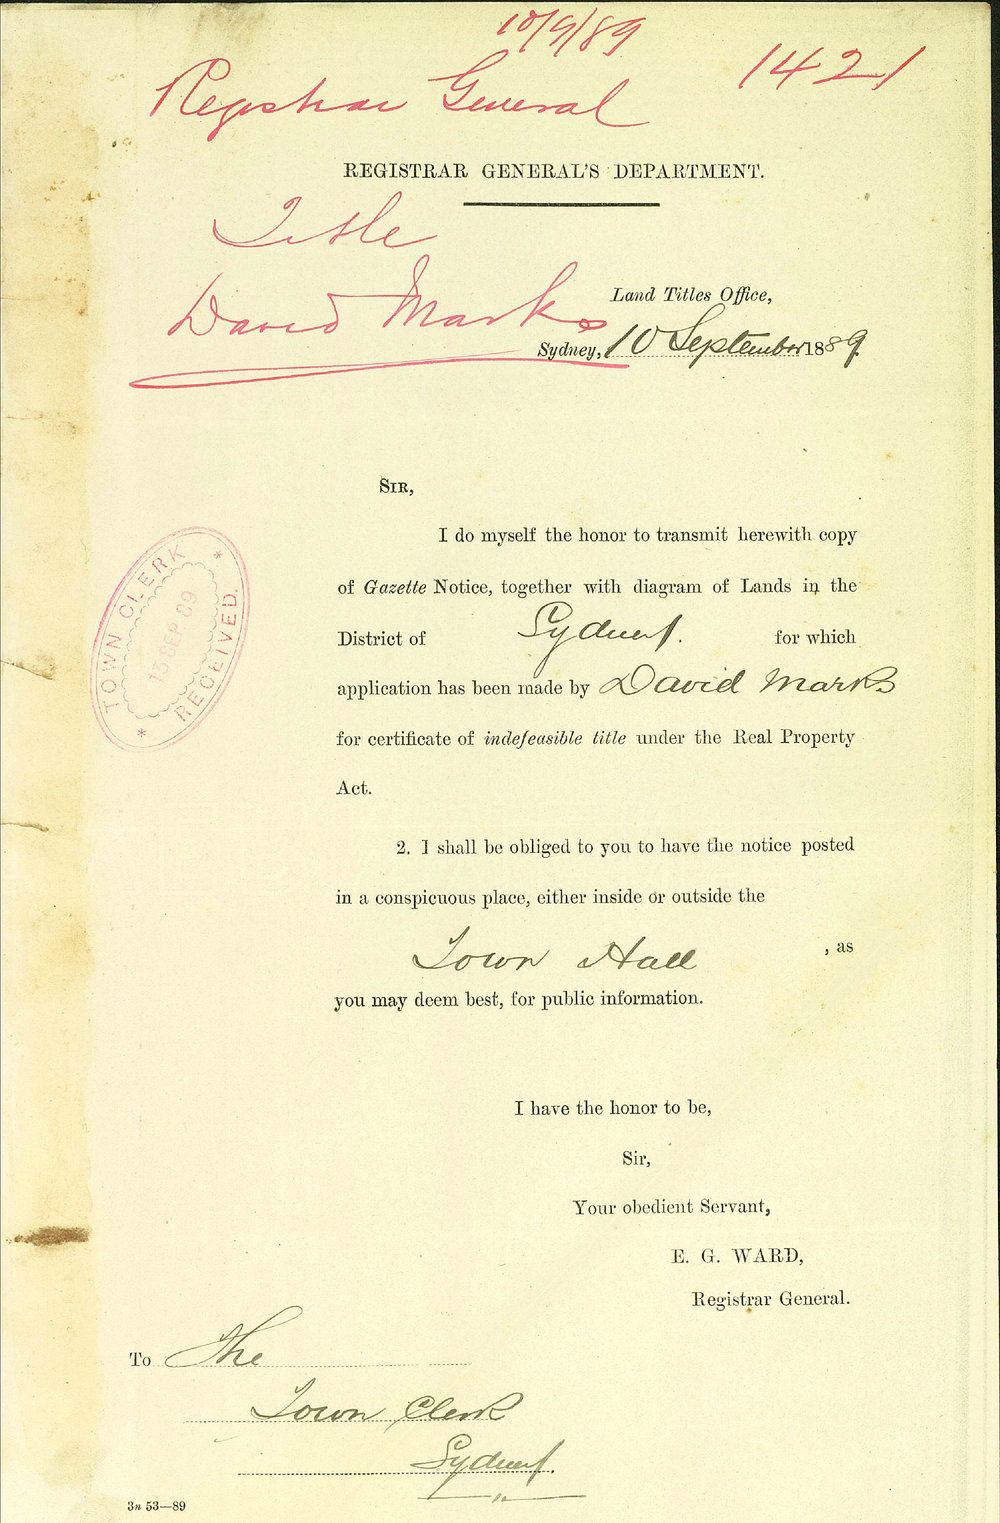 10/9/89
1421
Registrar General
REGISTRAR GENERAL'S DEPARTMENT.
Title
David Marks
Land Titles Office,
Sydney, 10 September 1889
SIR,
I do myself the honor to transmit herewith copy
of Gazette Notice, together with diagram of Lands in the
District of Sydney. for which
application has been made by David Marks
for certificate of indefeasible title under the Real Property
Act.
TOWN CLERK
13 SEP 89
RECEIVED.
2. I shall be obliged to you to have the notice posted
in a conspicuous place, either inside or outside the
Town Hall , as
you may deem best, for public information.
I have the honor to be,
Sir,
Your obedient Servant,
E. G. WARD,
Registrar General.
To The
Town Clerk
Sydney.
3n 53—89